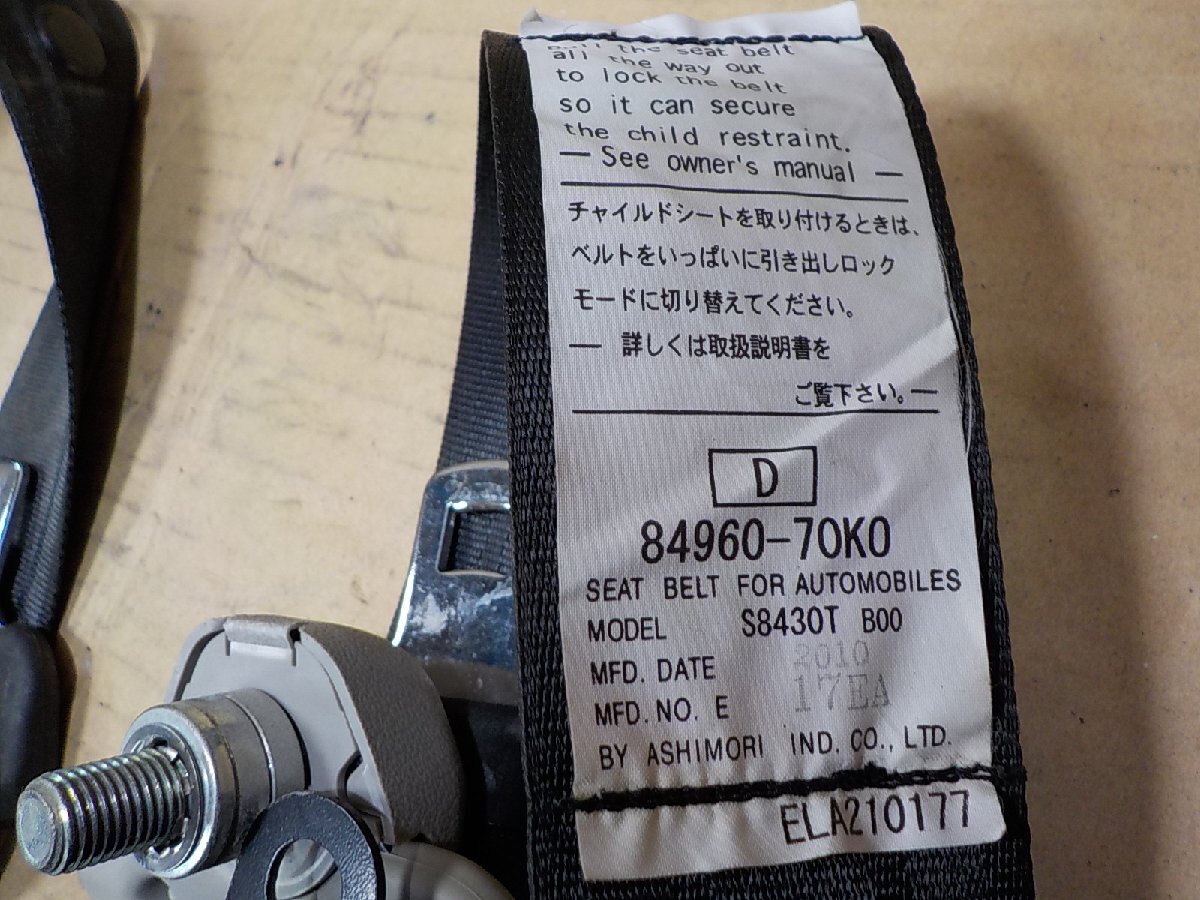 pull the seat belt
all the way out
to lock the belt
so it can secure
the child restraint.
— See owner's manual —
チャイルドシートを取り付けるときは、
ベルトをいっぱいに引き出しロック
モードに切り替えてください。
— 詳しくは取扱説明書を
ご覧下さい。—
D
84960-70K0
SEAT BELT FOR AUTOMOBILES
MODEL S8430T B00
MFD. DATE 2010
MFD. NO. E 17EA
BY ASHIMORI IND. CO., LTD.
ELA210177